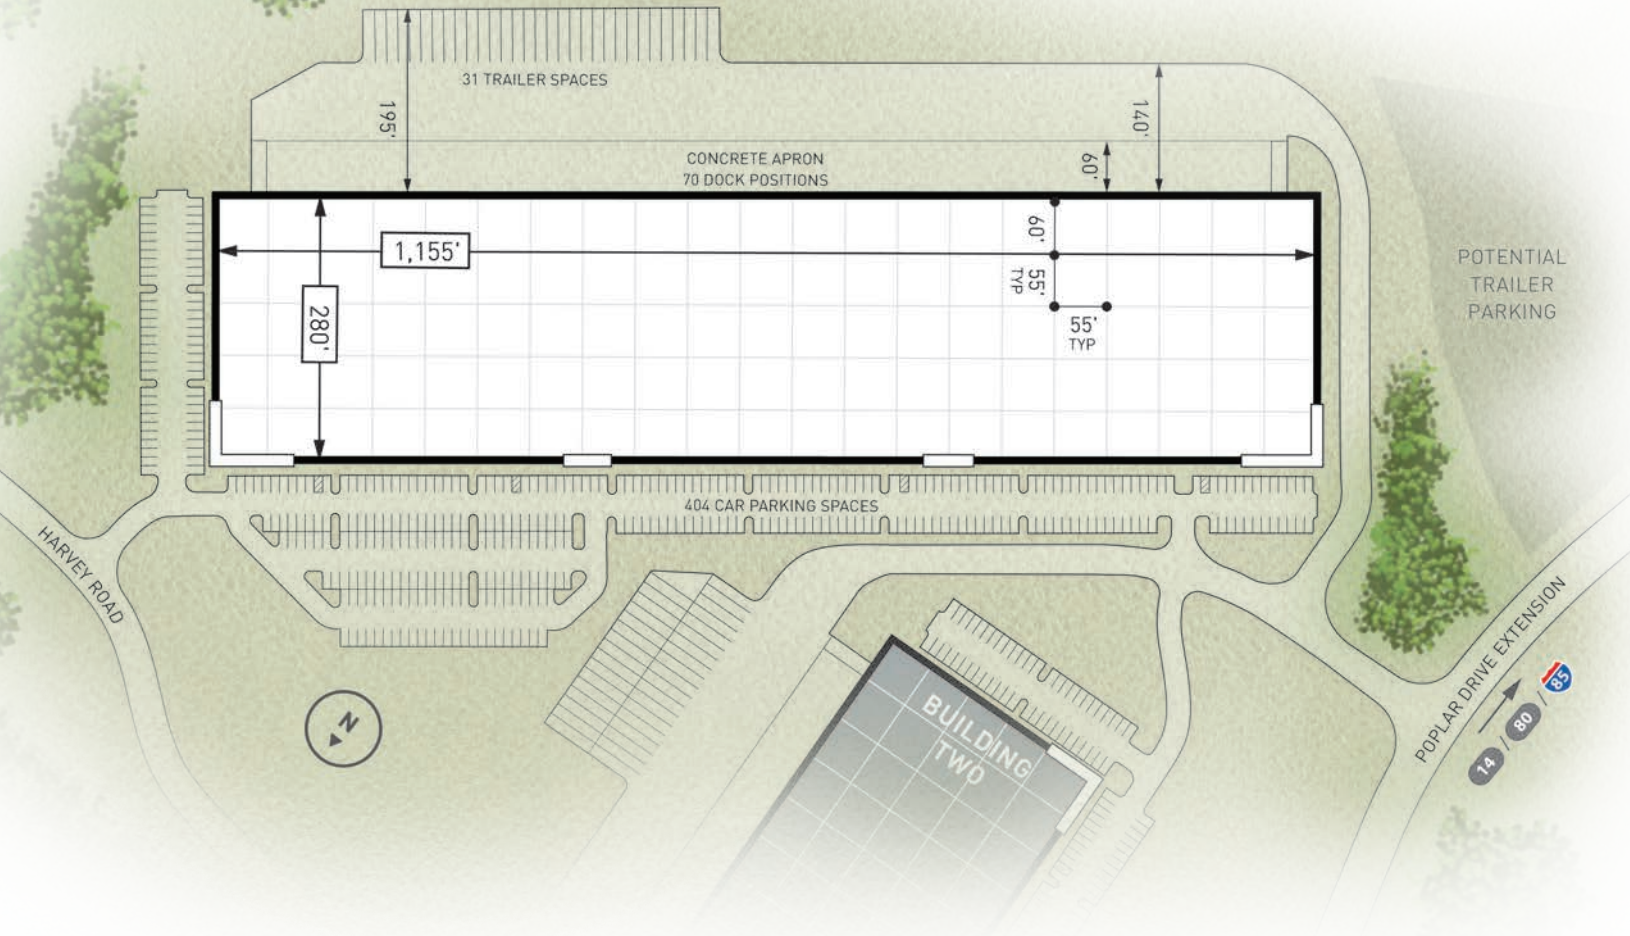 31 TRAILER SPACES
195'
140'
CONCRETE APRON
70 DOCK POSITIONS
60'
60'
1,155'
55'
TYP
280'
55'
TYP
POTENTIAL
TRAILER
PARKING
404 CAR PARKING SPACES
HARVEY ROAD
N
BUILDING
TWO
POPLAR DRIVE EXTENSION
14 / 80 / 85